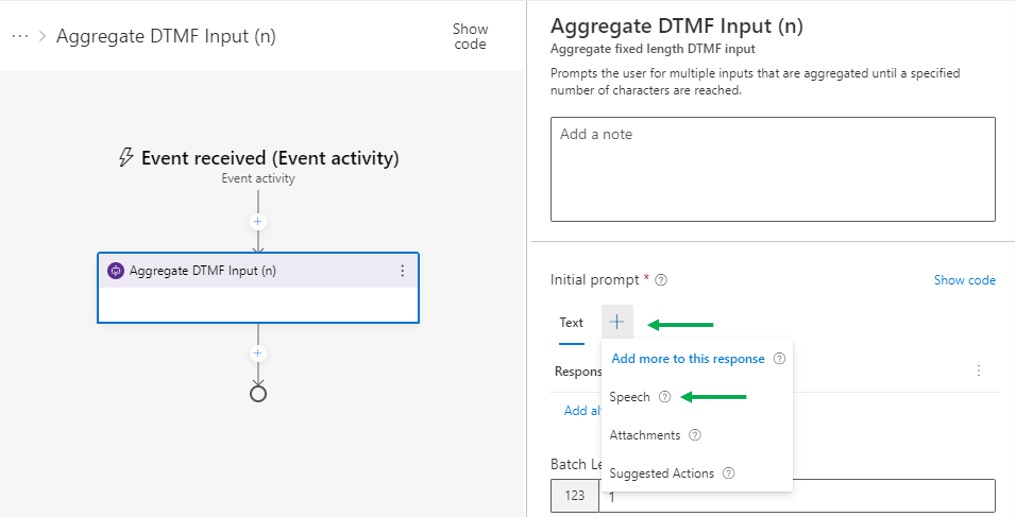 ··· > Aggregate DTMF Input (n)
Show
code
Event received (Event activity)
Event activity
Aggregate DTMF Input (n)
Aggregate DTMF Input (n)
Aggregate fixed length DTMF input
Prompts the user for multiple inputs that are aggregated until a specified
number of characters are reached.
Add a note
Initial prompt * ?
Show code
Text +
Add more to this response ?
Respons
Speech ?
Add al
Attachments ?
Batch Le
Suggested Actions ?
123 1